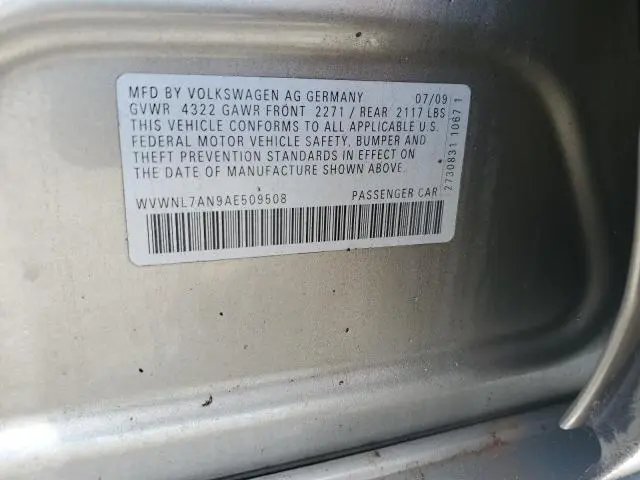 MFD BY VOLKSWAGEN AG GERMANY 07/09
GVWR 4322 GAWR FRONT 2271 / REAR 2117 LBS
THIS VEHICLE CONFORMS TO ALL APPLICABLE U.S.
FEDERAL MOTOR VEHICLE SAFETY, BUMPER AND
THEFT PREVENTION STANDARDS IN EFFECT ON
THE DATE OF MANUFACTURE SHOWN ABOVE.
WVWNL7AN9AE509508 PASSENGER CAR
2730831 1067 1